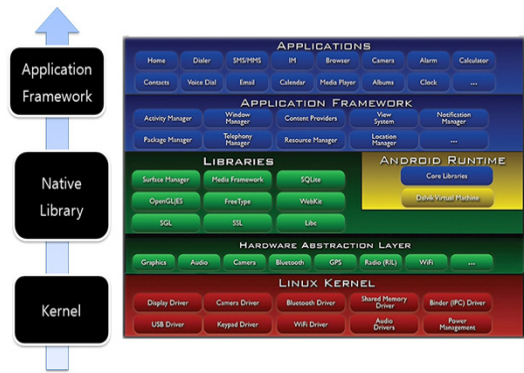 Application
Framework
Native
Library
Kernel
APPLICATIONS
Home Dialer SMS/MMS IM Browser Camera Alarm Calculator
Contacts Voice Dial Email Calendar Media Player Albums Clock ...
APPLICATION FRAMEWORK
Activity Manager Window Manager Content Providers View System Notification Manager
Package Manager Telephony Manager Resource Manager Location Manager ...
LIBRARIES
Surface Manager Media Framework SQLite
OpenGL|ES FreeType WebKit
SGL SSL Libc
ANDROID RUNTIME
Core Libraries
Dalvik Virtual Machine
HARDWARE ABSTRACTION LAYER
Graphics Audio Camera Bluetooth GPS Radio (RIL) WiFi ...
LINUX KERNEL
Display Driver Camera Driver Bluetooth Driver Shared Memory Driver Binder (IPC) Driver
USB Driver Keypad Driver WiFi Driver Audio Drivers Power Management